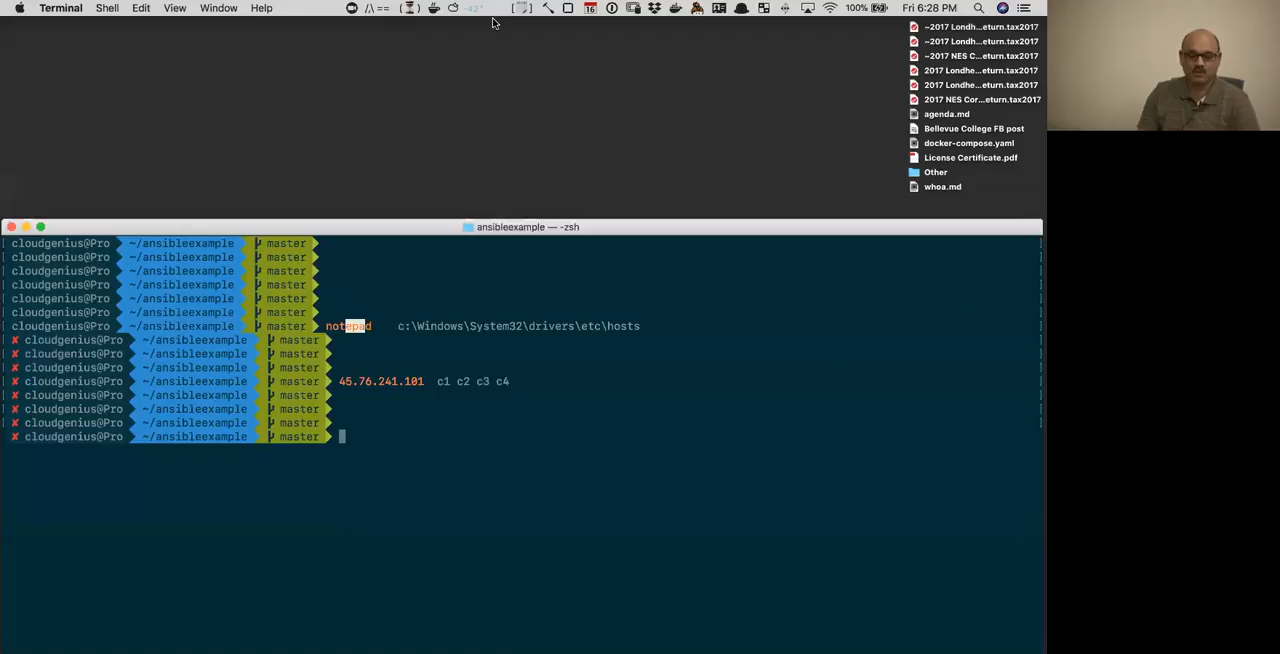 Terminal Shell Edit View Window Help -42° 16 100% Fri 6:28 PM
~2017 Londh...eturn.tax2017
~2017 Londh...eturn.tax2017
~2017 NES C...eturn.tax2017
2017 Londhe...eturn.tax2017
2017 Londhe...eturn.tax2017
2017 NES Cor...eturn.tax2017
agenda.md
Bellevue College FB post
docker-compose.yaml
License Certificate.pdf
Other
whoa.md
ansibleexample — -zsh
cloudgenius@Pro ~/ansibleexample master
cloudgenius@Pro ~/ansibleexample master
cloudgenius@Pro ~/ansibleexample master
cloudgenius@Pro ~/ansibleexample master
cloudgenius@Pro ~/ansibleexample master
cloudgenius@Pro ~/ansibleexample master
cloudgenius@Pro ~/ansibleexample master notepad c:\Windows\System32\drivers\etc\hosts
✘ cloudgenius@Pro ~/ansibleexample master
✘ cloudgenius@Pro ~/ansibleexample master
✘ cloudgenius@Pro ~/ansibleexample master
✘ cloudgenius@Pro ~/ansibleexample master 45.76.241.101 c1 c2 c3 c4
✘ cloudgenius@Pro ~/ansibleexample master
✘ cloudgenius@Pro ~/ansibleexample master
✘ cloudgenius@Pro ~/ansibleexample master
✘ cloudgenius@Pro ~/ansibleexample master